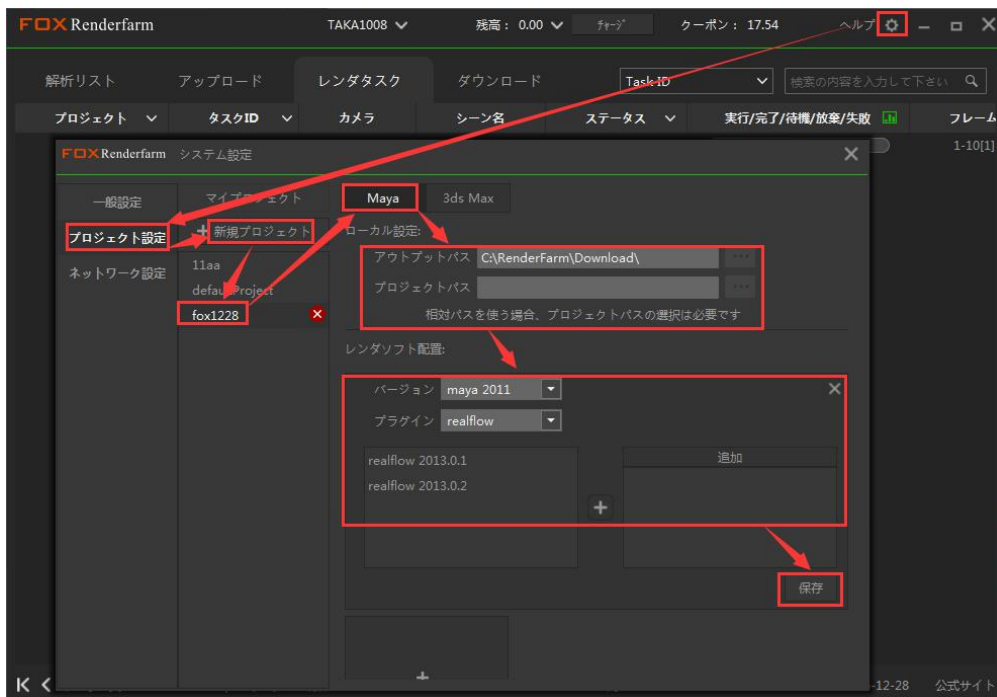 FOX Renderfarm TAKA1008 残高： 0.00 ﾁｬｰｼﾞ クーポン： 17.54 ヘルプ
解析リスト アップロード レンダタスク ダウンロード Task ID 検索の内容を入力して下さい
プロジェクト タスクID カメラ シーン名 ステータス 実行/完了/待機/放棄/失敗 フレーム
1-10[1]
FOX Renderfarm システム設定
一般設定
プロジェクト設定
ネットワーク設定
マイプロジェクト
新規プロジェクト
11aa
defaultProject
fox1228
Maya 3ds Max
ローカル設定:
アウトプットパス C:\RenderFarm\Download\
プロジェクトパス
相対パスを使う場合、プロジェクトパスの選択は必要です
レンダソフト配置:
バージョン maya 2011
プラグイン realflow
realflow 2013.0.1
realflow 2013.0.2
追加
保存
-12-28 公式サイト